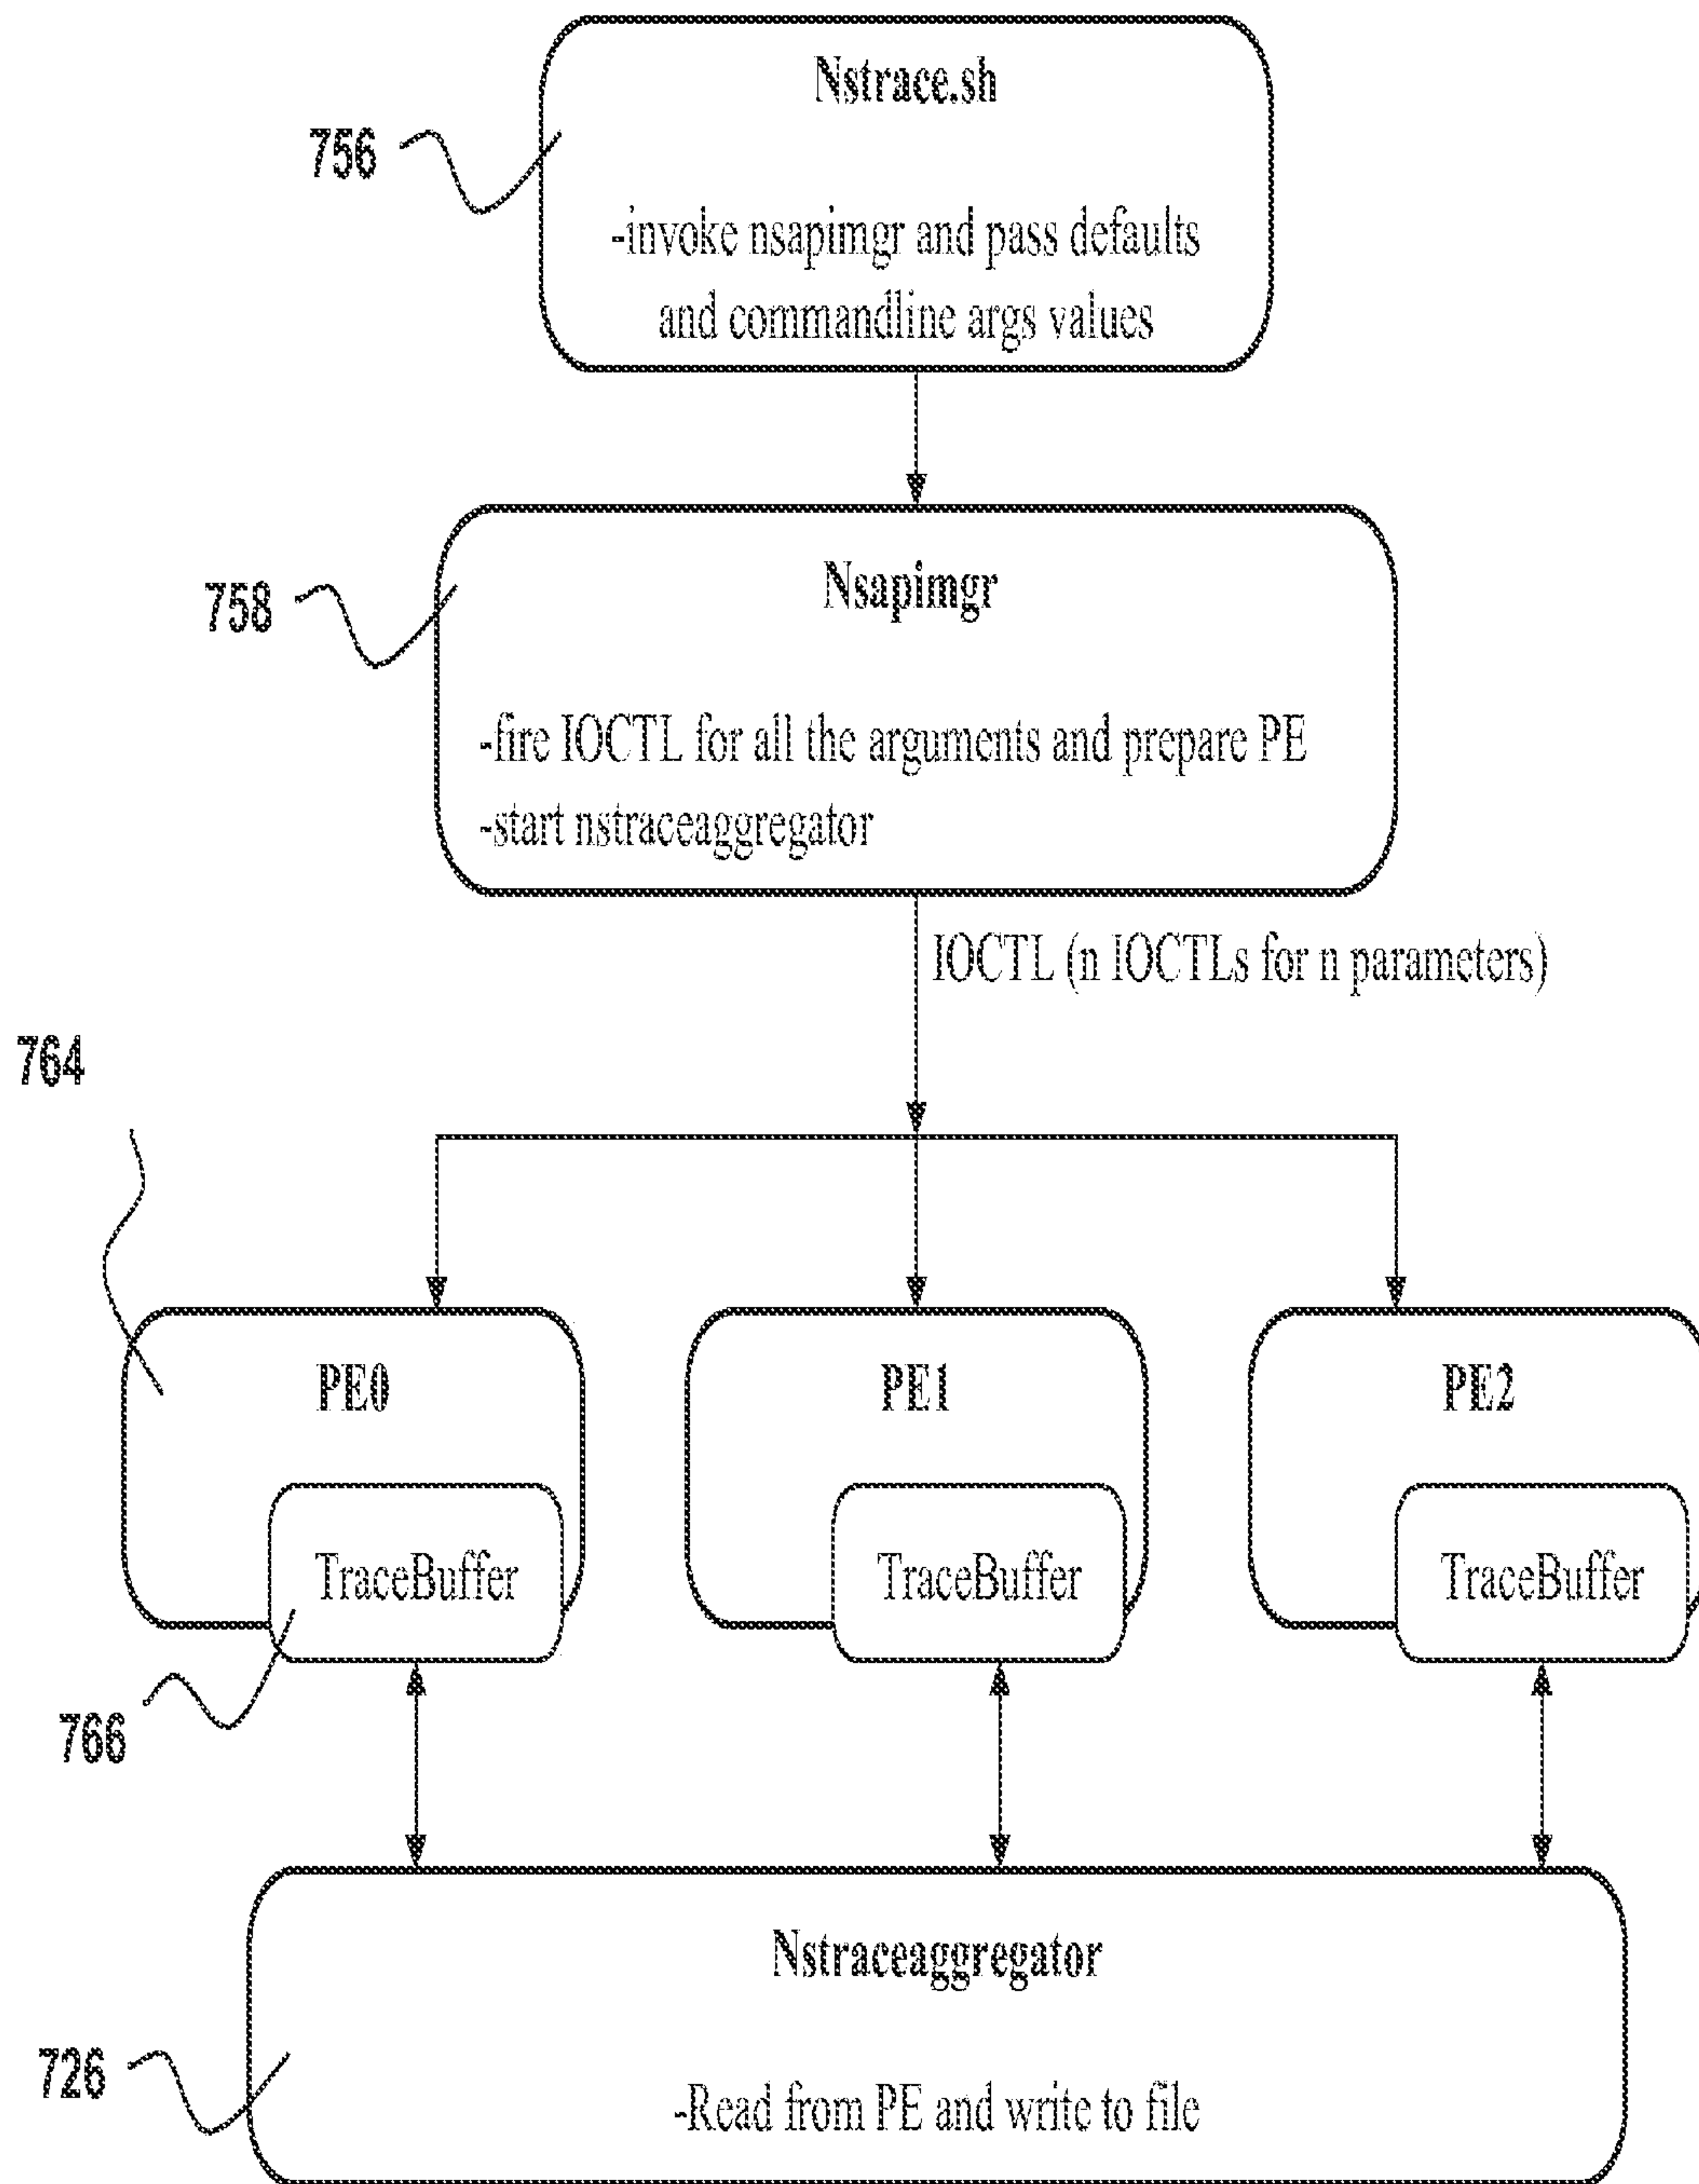 Nstrace.sh
756
-invoke nsapimgr and pass defaults
and commandline args values
Nsapimgr
758
-fire IOCTL for all the arguments and prepare PE
-start nstraceaggregator
IOCTL (n IOCTLs for n parameters)
764
PE0
PE1
PE2
TraceBuffer
TraceBuffer
TraceBuffer
766
Nstraceaggregator
726
-Read from PE and write to file